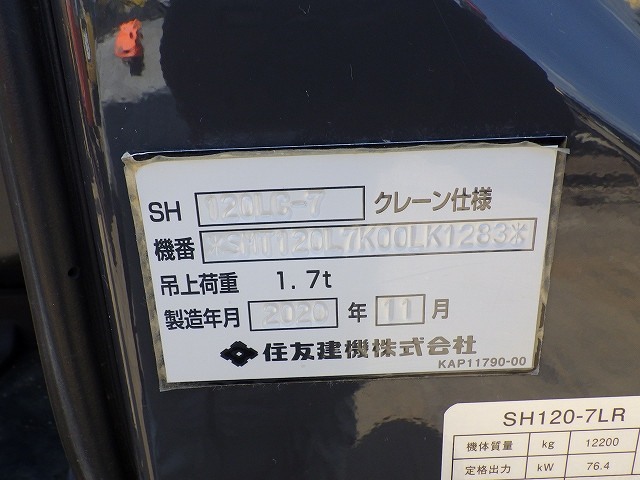 SH 120LC-7 クレーン仕様
機番 *SMT120L7K00LK1283*
吊上荷重 1.7t
製造年月 2020 年 11 月
住友建機株式会社
KAP11790-00
SH120-7LR
機体質量 kg 12200
定格出力 kW 76.4